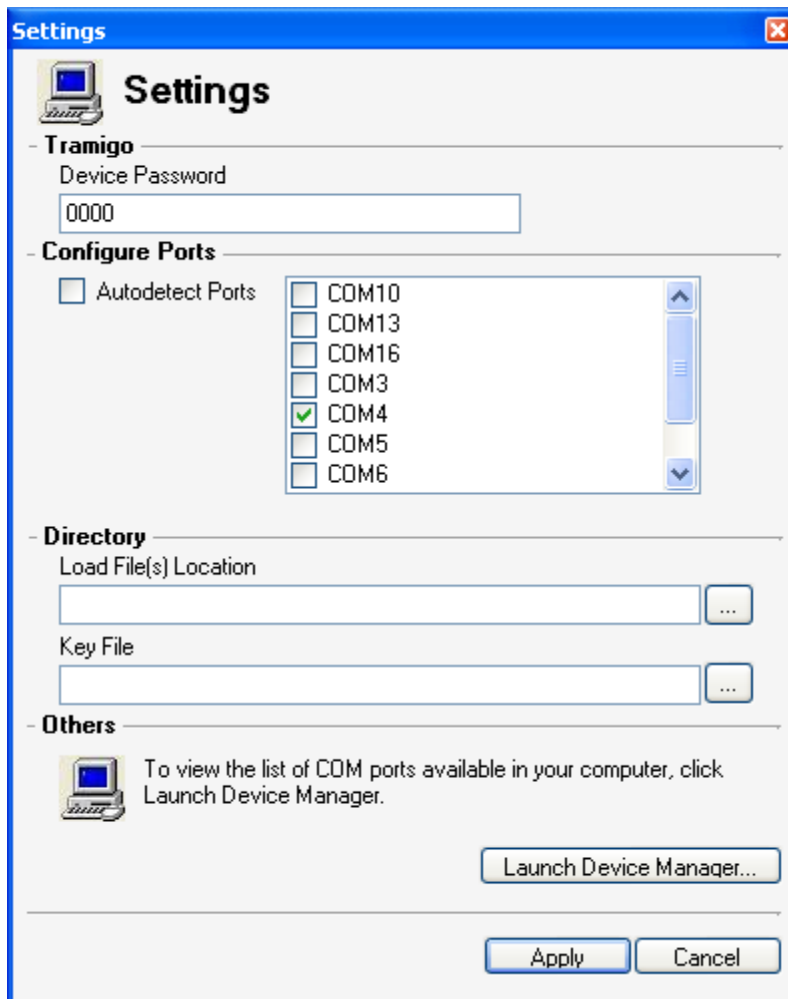 Settings
Settings
Tramigo
Device Password
0000
Configure Ports
Autodetect Ports
COM10
COM13
COM16
COM3
COM4
COM5
COM6
Directory
Load File(s) Location
...
Key File
...
Others
To view the list of COM ports available in your computer, click
Launch Device Manager.
Launch Device Manager...
Apply
Cancel